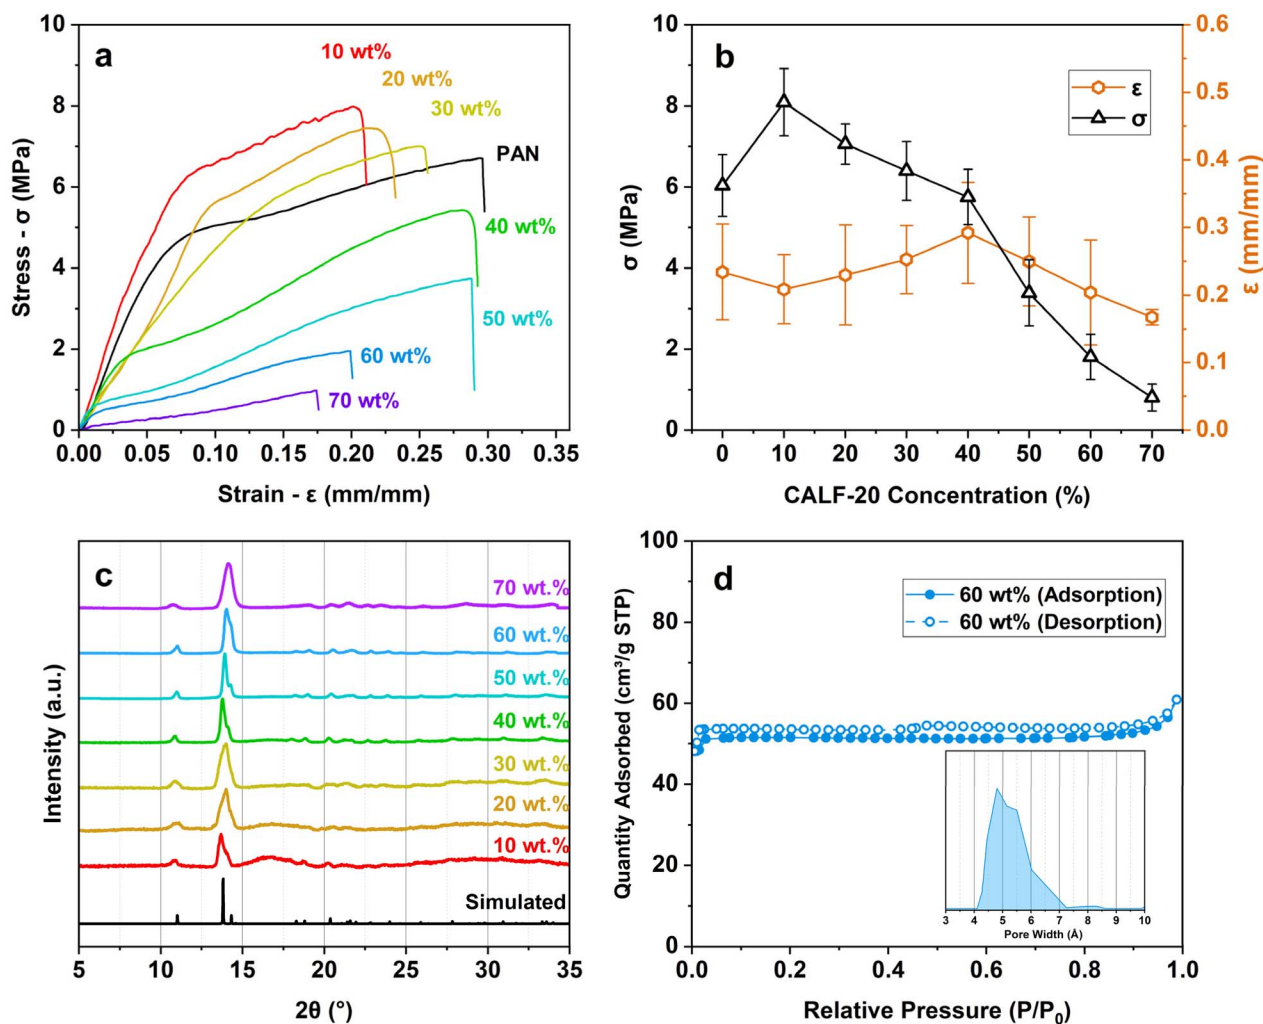 a
10 wt%
20 wt%
30 wt%
PAN
40 wt%
50 wt%
60 wt%
70 wt%
10
8
6
4
2
0
0.00 0.05 0.10 0.15 0.20 0.25 0.30 0.35
Stress - σ (MPa)
Strain - ε (mm/mm)
b
ε
σ
10
8
6
4
2
0
0.6
0.5
0.4
0.3
0.2
0.1
0.0
0 10 20 30 40 50 60 70
σ (MPa)
ε (mm/mm)
CALF-20 Concentration (%)
c
70 wt.%
60 wt.%
50 wt.%
40 wt.%
30 wt.%
20 wt.%
10 wt.%
Simulated
5 10 15 20 25 30 35
Intensity (a.u.)
2θ (°)
d
60 wt% (Adsorption)
60 wt% (Desorption)
100
80
60
40
20
0
0.0 0.2 0.4 0.6 0.8 1.0
Quantity Adsorbed (cm³/g STP)
Relative Pressure (P/P₀)
3 4 5 6 7 8 9 10
Pore Width (Å)